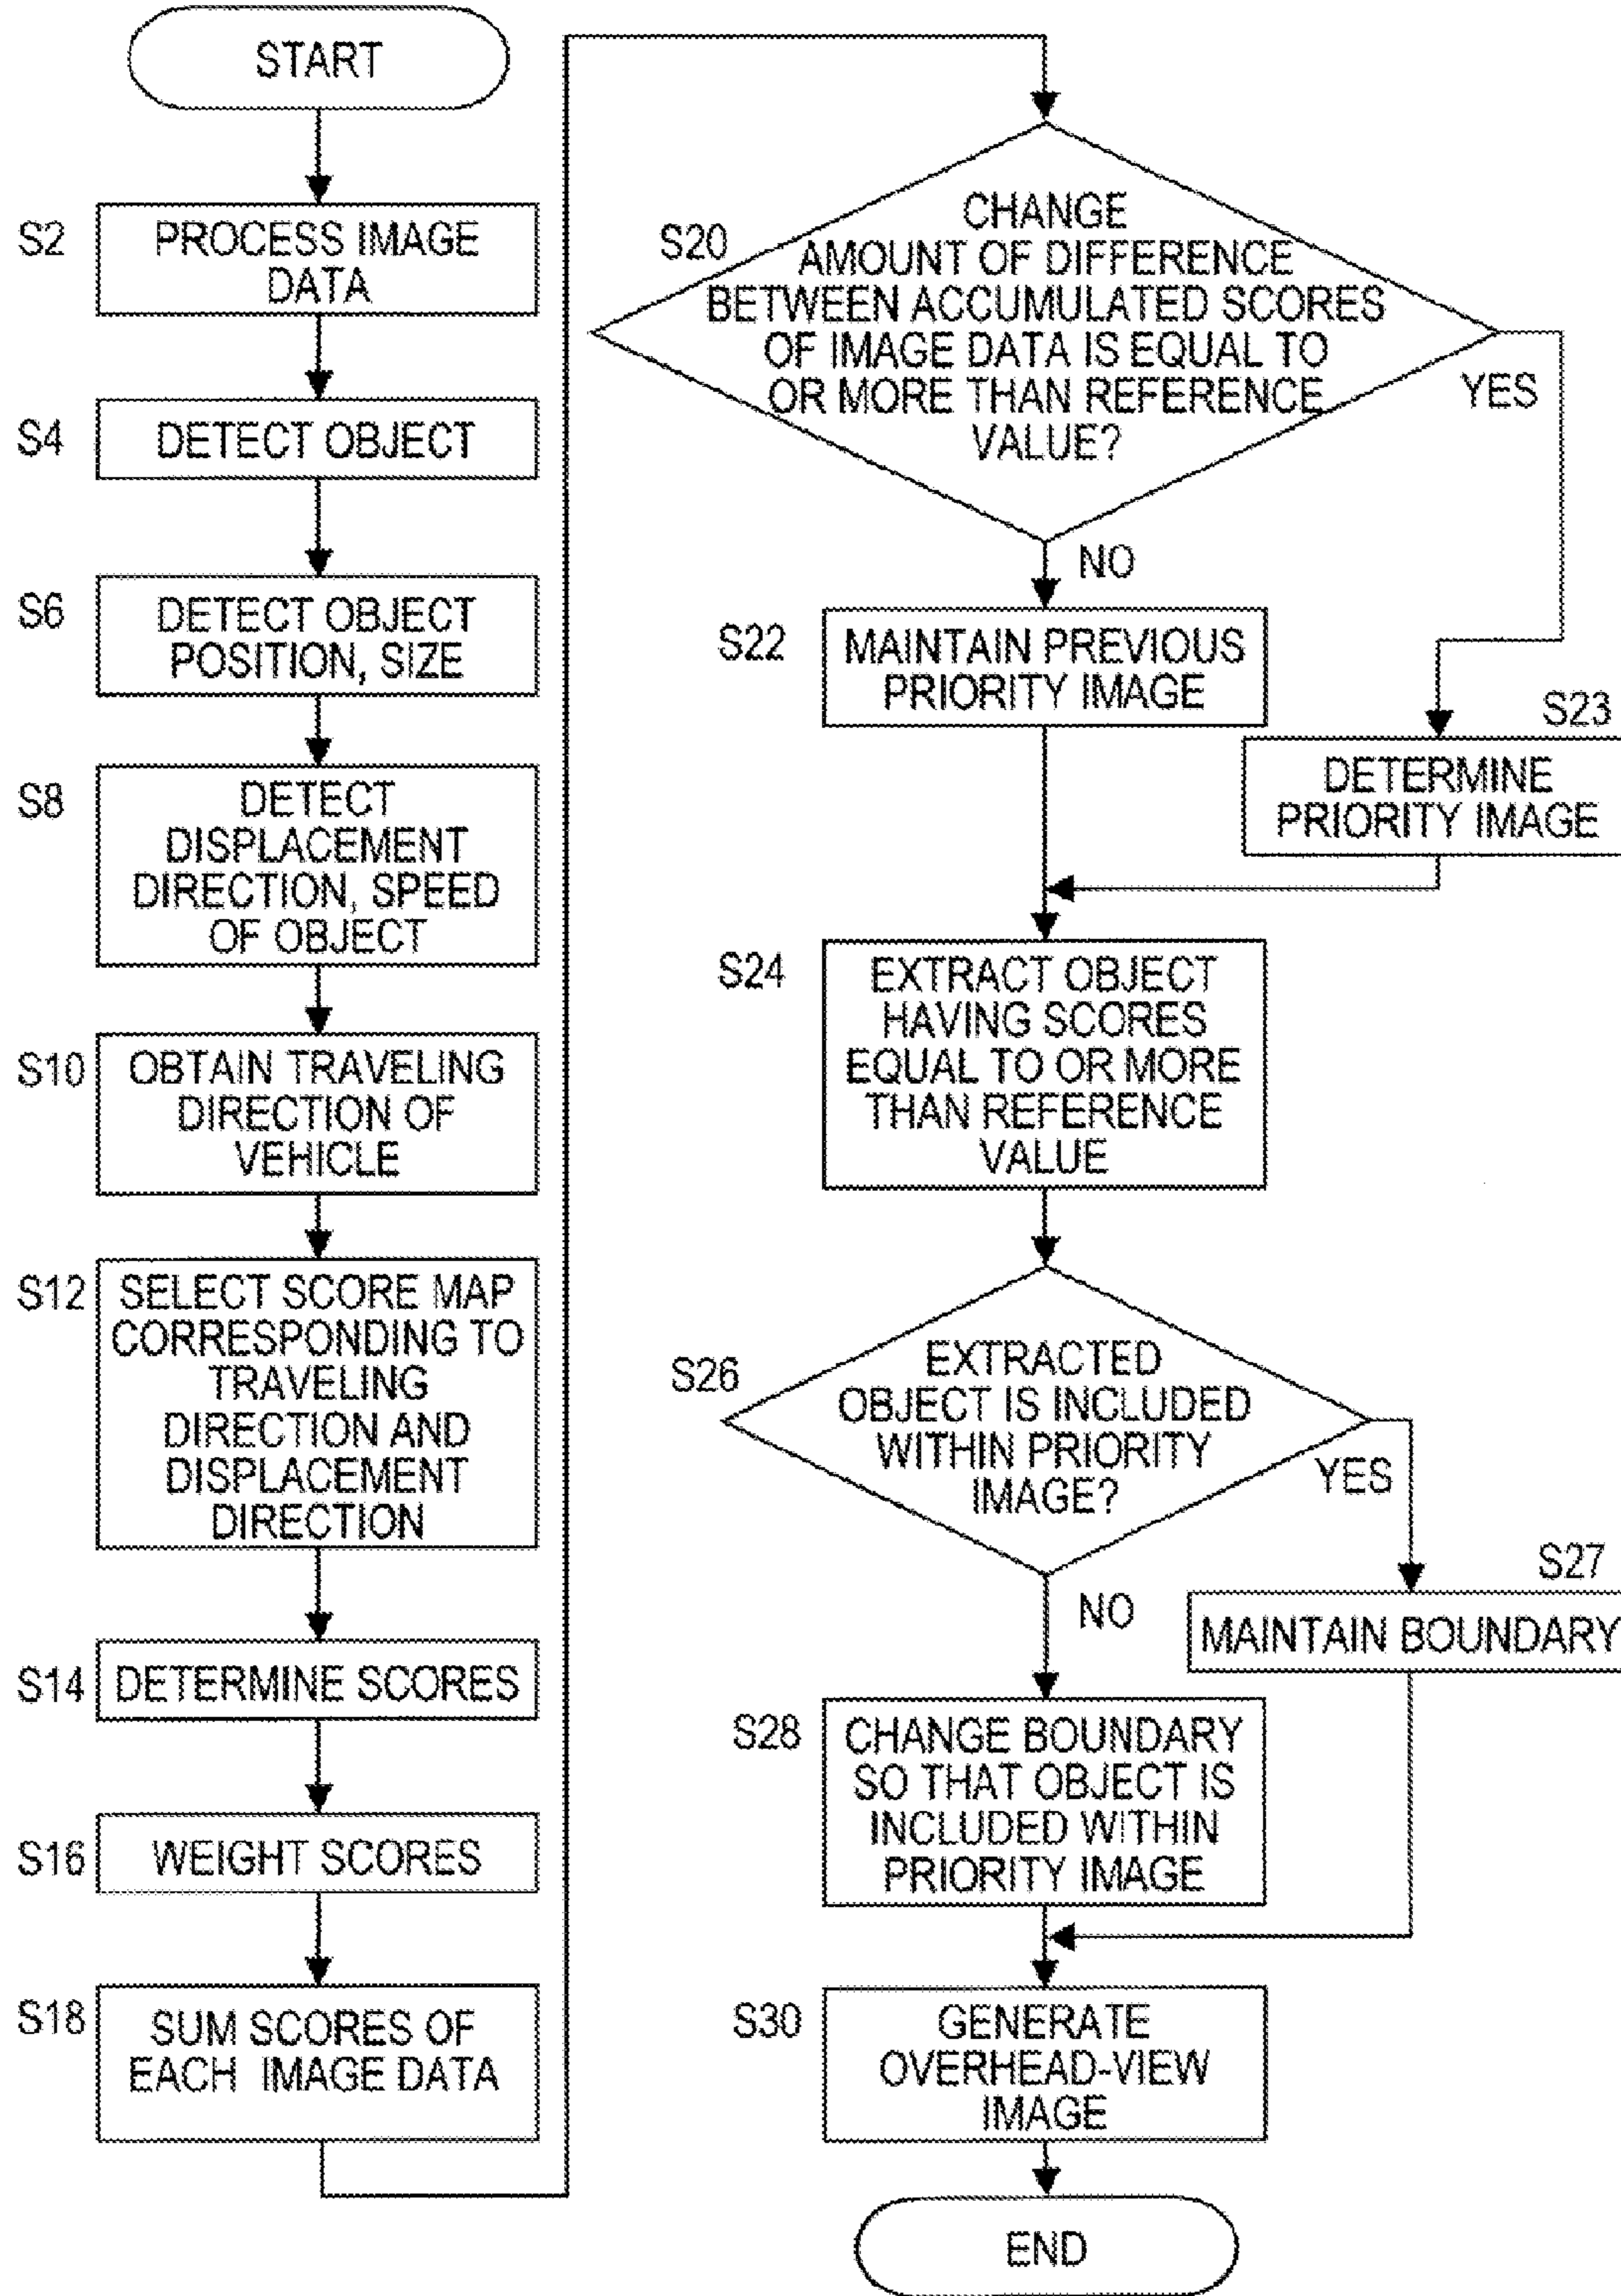 START
S2
PROCESS IMAGE
DATA
S4
DETECT OBJECT
S6
DETECT OBJECT
POSITION, SIZE
S8
DETECT
DISPLACEMENT
DIRECTION, SPEED
OF OBJECT
S10
OBTAIN TRAVELING
DIRECTION OF
VEHICLE
S12
SELECT SCORE MAP
CORRESPONDING TO
TRAVELING
DIRECTION AND
DISPLACEMENT
DIRECTION
S14
DETERMINE SCORES
S16
WEIGHT SCORES
S18
SUM SCORES OF
EACH IMAGE DATA
S20
CHANGE
AMOUNT OF DIFFERENCE
BETWEEN ACCUMULATED SCORES
OF IMAGE DATA IS EQUAL TO
OR MORE THAN REFERENCE
VALUE?
YES
NO
S22
MAINTAIN PREVIOUS
PRIORITY IMAGE
S23
DETERMINE
PRIORITY IMAGE
S24
EXTRACT OBJECT
HAVING SCORES
EQUAL TO OR MORE
THAN REFERENCE
VALUE
S26
EXTRACTED
OBJECT IS INCLUDED
WITHIN PRIORITY
IMAGE?
YES
NO
S27
MAINTAIN BOUNDARY
S28
CHANGE BOUNDARY
SO THAT OBJECT IS
INCLUDED WITHIN
PRIORITY IMAGE
S30
GENERATE
OVERHEAD-VIEW
IMAGE
END